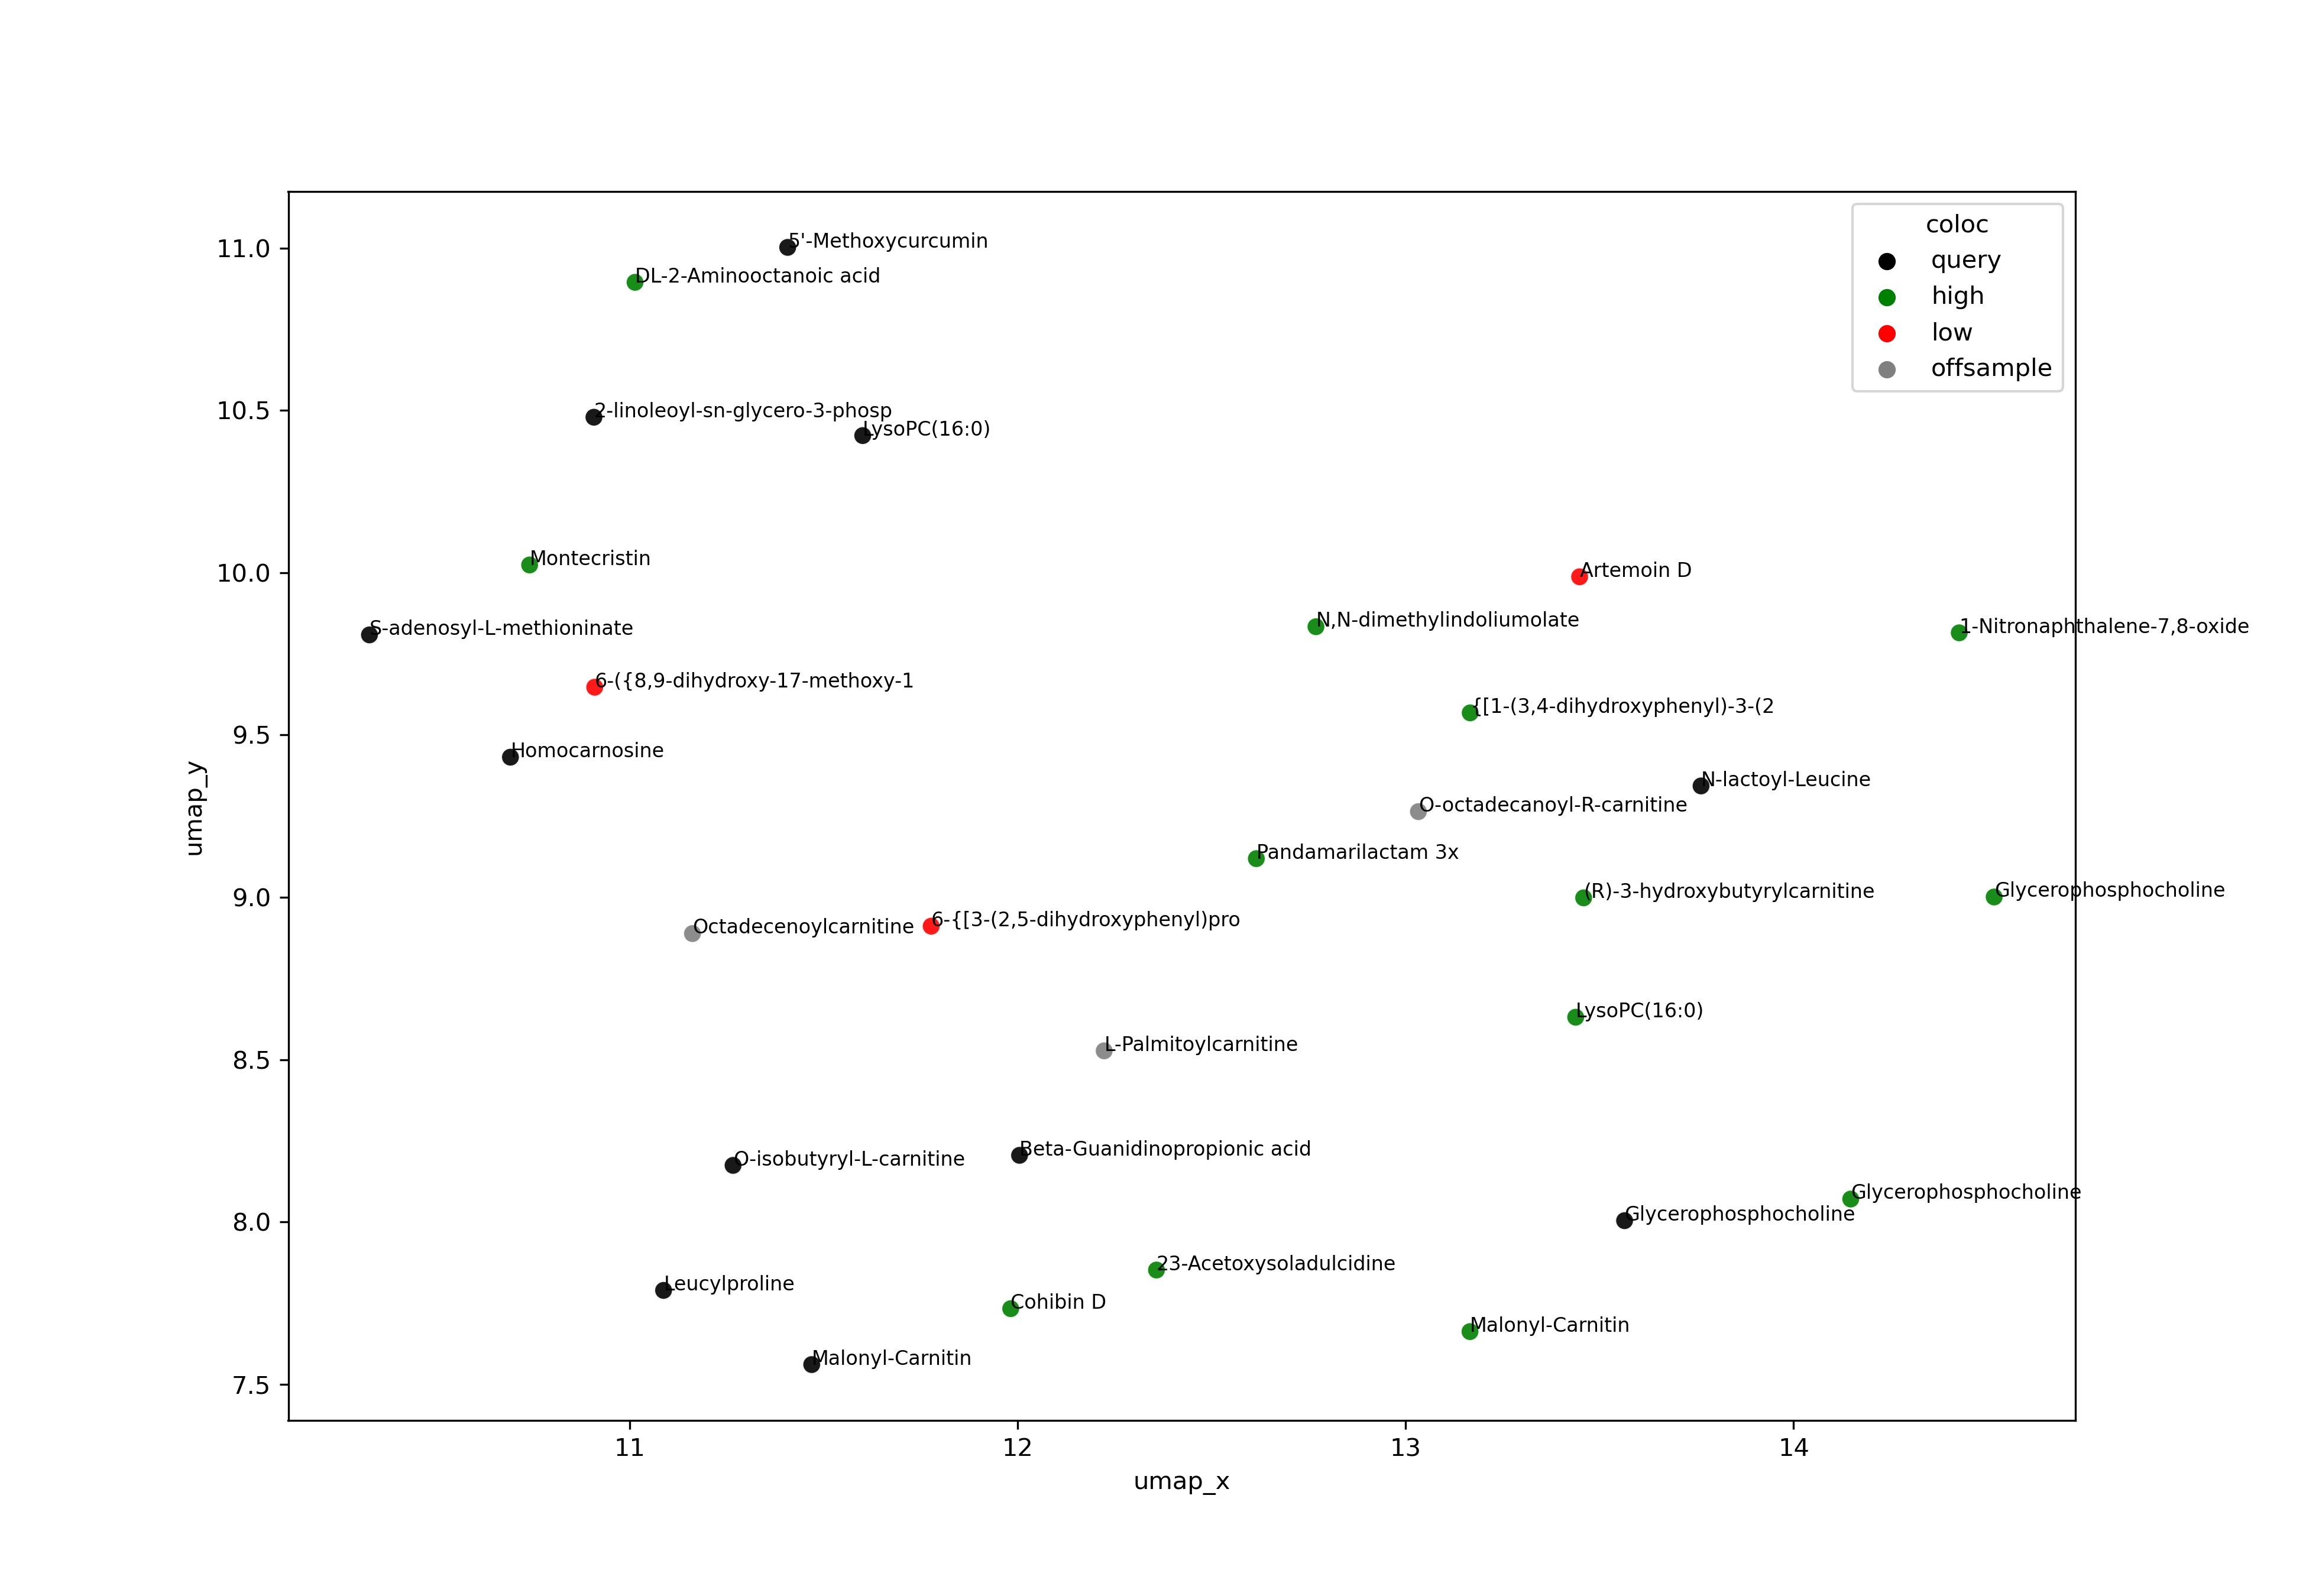 coloc
query
high
low
offsample
5'-Methoxycurcumin
DL-2-Aminooctanoic acid
2-linoleoyl-sn-glycero-3-phosp
LysoPC(16:0)
Montecristin
Artemoin D
S-adenosyl-L-methioninate
N,N-dimethylindoliumolate
1-Nitronaphthalene-7,8-oxide
6-({8,9-dihydroxy-17-methoxy-1
{[1-(3,4-dihydroxyphenyl)-3-(2
Homocarnosine
N-lactoyl-Leucine
O-octadecanoyl-R-carnitine
Pandamarilactam 3x
(R)-3-hydroxybutyrylcarnitine
Glycerophosphocholine
Octadecenoylcarnitine
6-{[3-(2,5-dihydroxyphenyl)pro
LysoPC(16:0)
L-Palmitoylcarnitine
O-isobutyryl-L-carnitine
Beta-Guanidinopropionic acid
Glycerophosphocholine
Glycerophosphocholine
23-Acetoxysoladulcidine
Leucylproline
Cohibin D
Malonyl-Carnitin
Malonyl-Carnitin
11.0
10.5
10.0
9.5
9.0
8.5
8.0
7.5
umap_y
11
12
13
14
umap_x